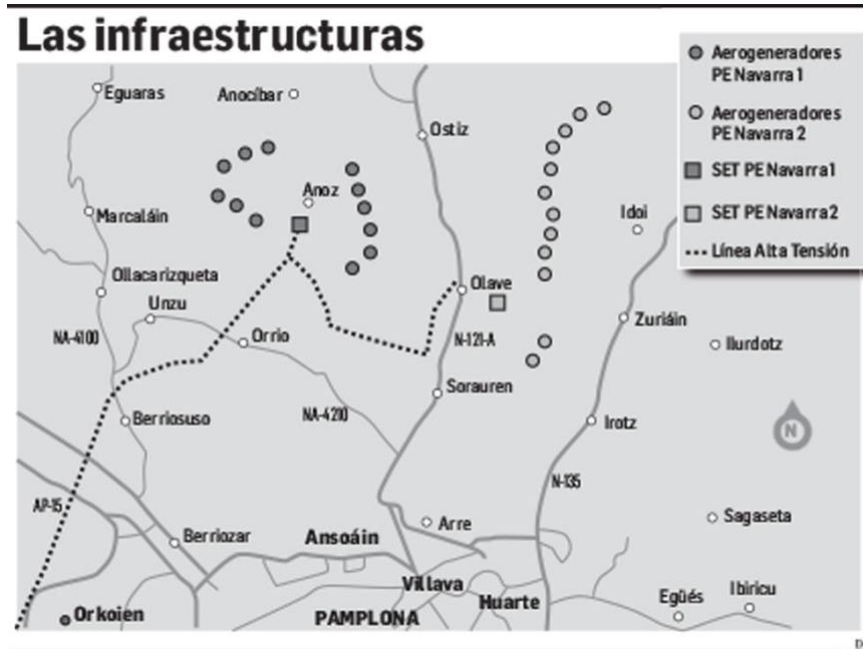 Las infraestructuras
Aerogeneradores
PE Navarra 1
Aerogeneradores
PE Navarra 2
SET PE Navarra 1
SET PE Navarra 2
Línea Alta Tensión
Eguaras
Anocíbar
Ostiz
Anoz
Idoi
Marcaláin
Ollacarizqueta
Olave
Unzu
Zuriáin
NA-4100
Orrio
N-121-A
Ilurdotz
Sorauren
NA-4210
Berriosuso
Irotz
N
N-135
AP-15
Sagaseta
Arre
Berriozar
Ansoáin
Villava
Huarte
Egüés
Ibiricu
Orkoien
PAMPLONA
D